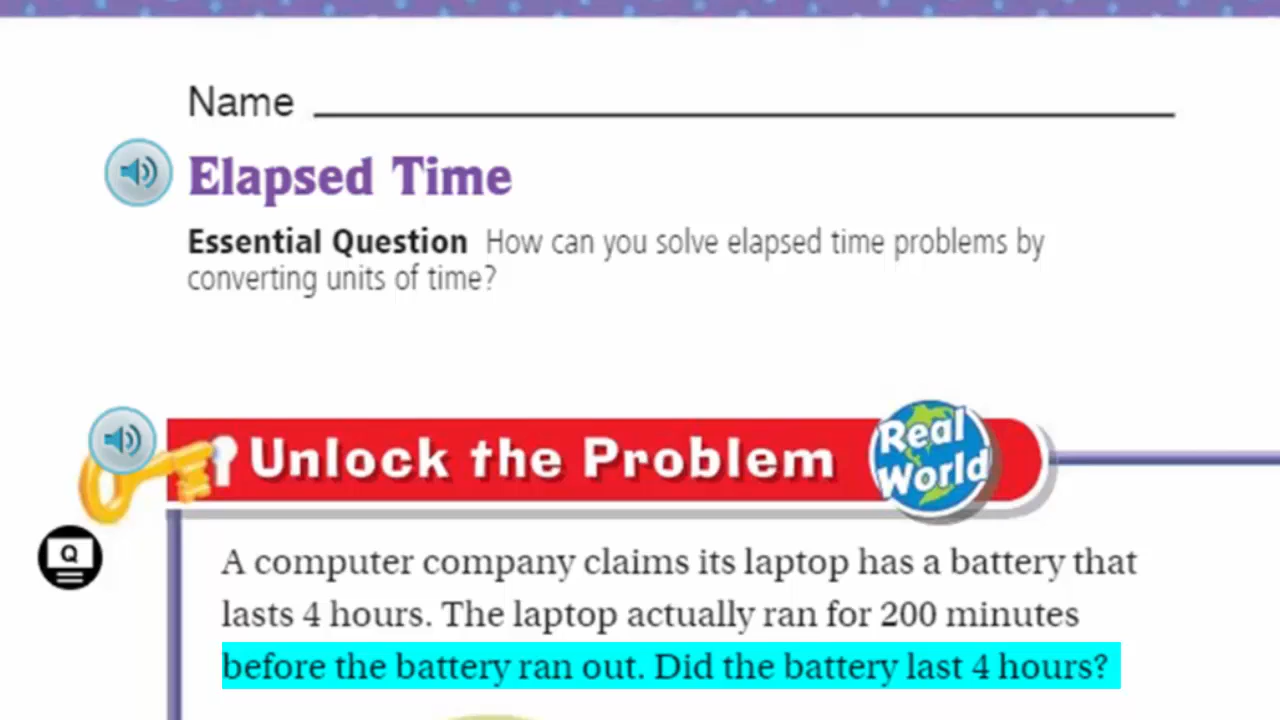 Name
Elapsed Time
Essential Question How can you solve elapsed time problems by
converting units of time?
Unlock the Problem
Real
World
Q
A computer company claims its laptop has a battery that
lasts 4 hours. The laptop actually ran for 200 minutes
before the battery ran out. Did the battery last 4 hours?